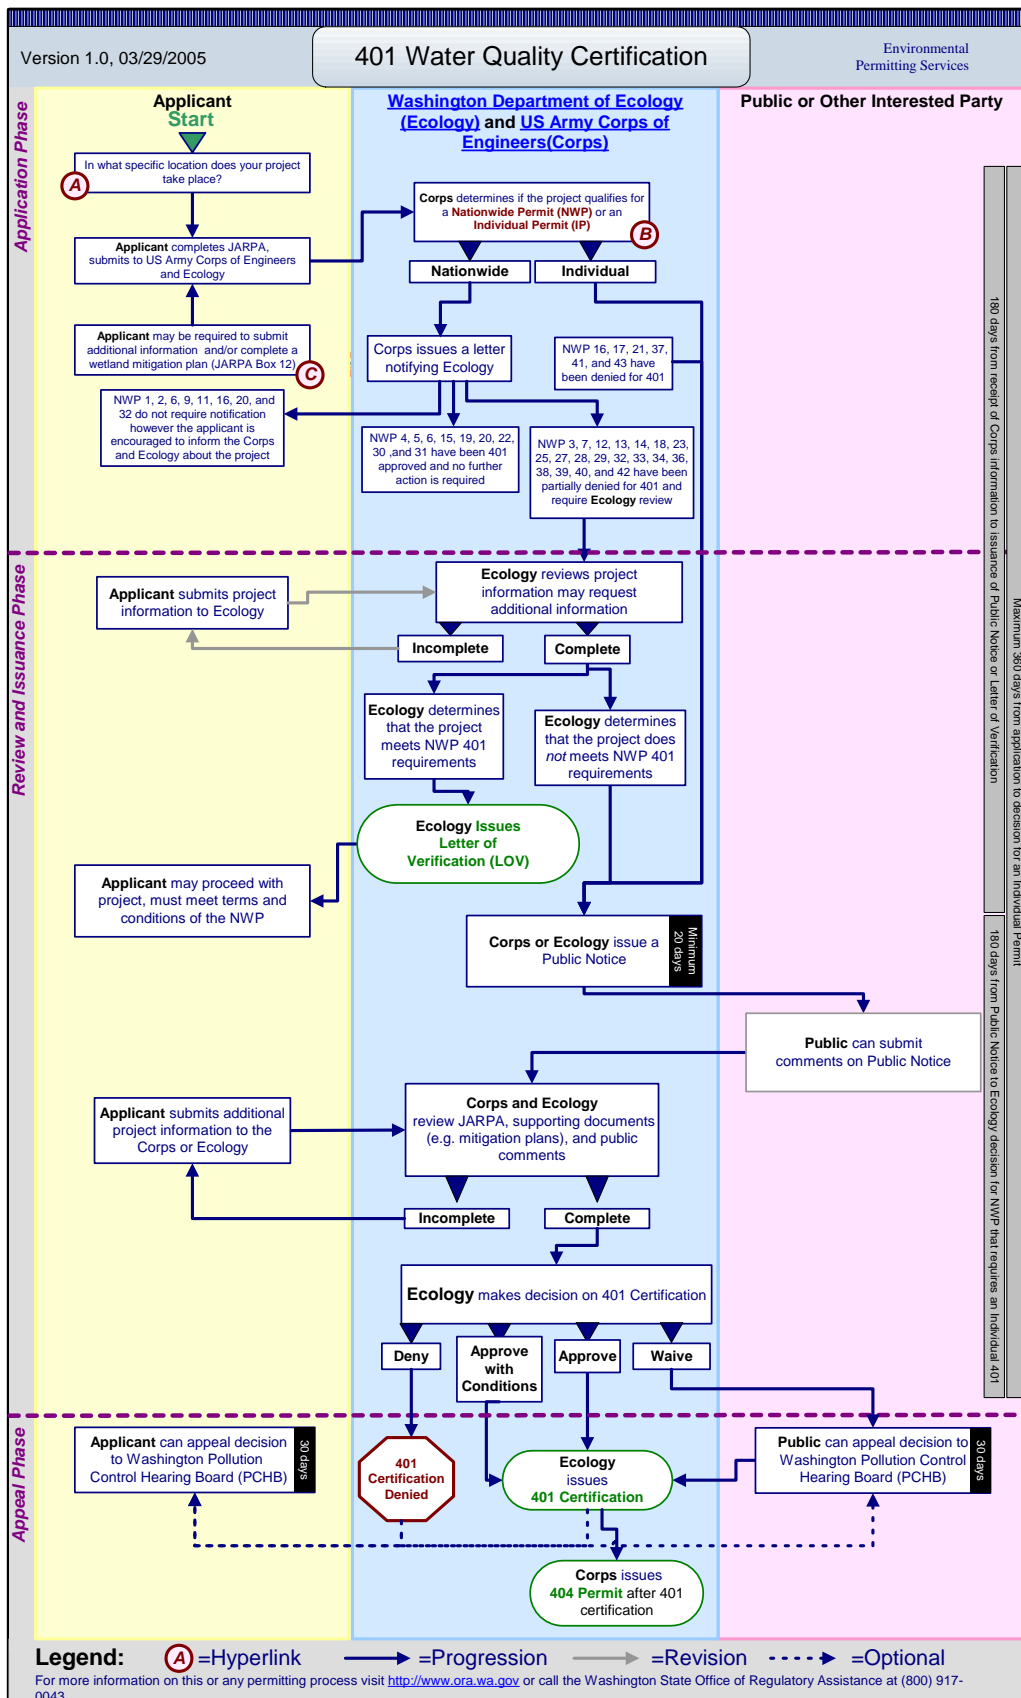 Version 1.0, 03/29/2005
401 Water Quality Certification
Environmental
Permitting Services
Application Phase
Applicant
Start
Washington Department of Ecology
(Ecology) and US Army Corps of
Engineers(Corps)
Public or Other Interested Party
In what specific location does your project
take place?
A
Corps determines if the project qualifies for
a Nationwide Permit (NWP) or an
Individual Permit (IP)
B
Applicant completes JARPA,
submits to US Army Corps of Engineers
and Ecology
Nationwide
Individual
Applicant may be required to submit
additional information and/or complete a
wetland mitigation plan (JARPA Box 12)
C
Corps issues a letter
notifying Ecology
NWP 16, 17, 21, 37,
41, and 43 have
been denied for 401
NWP 1, 2, 6, 9, 11, 16, 20, and
32 do not require notification
however the applicant is
encouraged to inform the Corps
and Ecology about the project
NWP 4, 5, 6, 15, 19, 20, 22,
30 ,and 31 have been 401
approved and no further
action is required
NWP 3, 7, 12, 13, 14, 18, 23,
25, 27, 28, 29, 32, 33, 34, 36,
38, 39, 40, and 42 have been
partially denied for 401 and
require Ecology review
180 days from receipt of Corps information to issuance of Public Notice or Letter of Verification
Maximum 360 days from application to decision for an Individual Permit
180 days from Public Notice to Ecology decision for NWP that requires an Individual 401
Review and Issuance Phase
Applicant submits project
information to Ecology
Ecology reviews project
information may request
additional information
Incomplete
Complete
Ecology determines
that the project
meets NWP 401
requirements
Ecology determines
that the project does
not meets NWP 401
requirements
Ecology Issues
Letter of
Verification (LOV)
Applicant may proceed with
project, must meet terms and
conditions of the NWP
Corps or Ecology issue a
Public Notice
Minimum
20 days
Public can submit
comments on Public Notice
Applicant submits additional
project information to the
Corps or Ecology
Corps and Ecology
review JARPA, supporting documents
(e.g. mitigation plans), and public
comments
Incomplete
Complete
Ecology makes decision on 401 Certification
Deny
Approve
with
Conditions
Approve
Waive
Appeal Phase
Applicant can appeal decision
to Washington Pollution
Control Hearing Board (PCHB)
30 days
401
Certification
Denied
Ecology
issues
401 Certification
Public can appeal decision to
Washington Pollution Control
Hearing Board (PCHB)
30 days
Corps issues
404 Permit after 401
certification
Legend:
A =Hyperlink
=Progression
=Revision
=Optional
For more information on this or any permitting process visit http://www.ora.wa.gov or call the Washington State Office of Regulatory Assistance at (800) 917-
0043